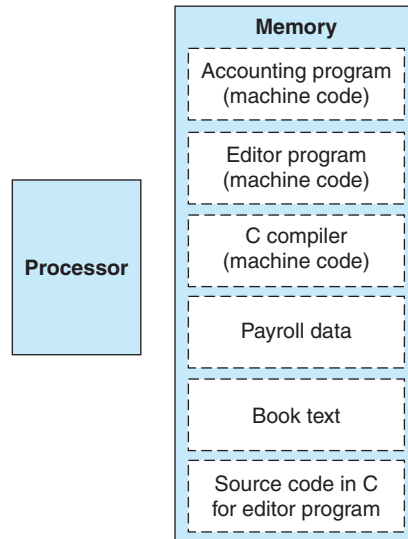 Memory
Accounting program
(machine code)
Editor program
(machine code)
C compiler
(machine code)
Processor
Payroll data
Book text
Source code in C
for editor program